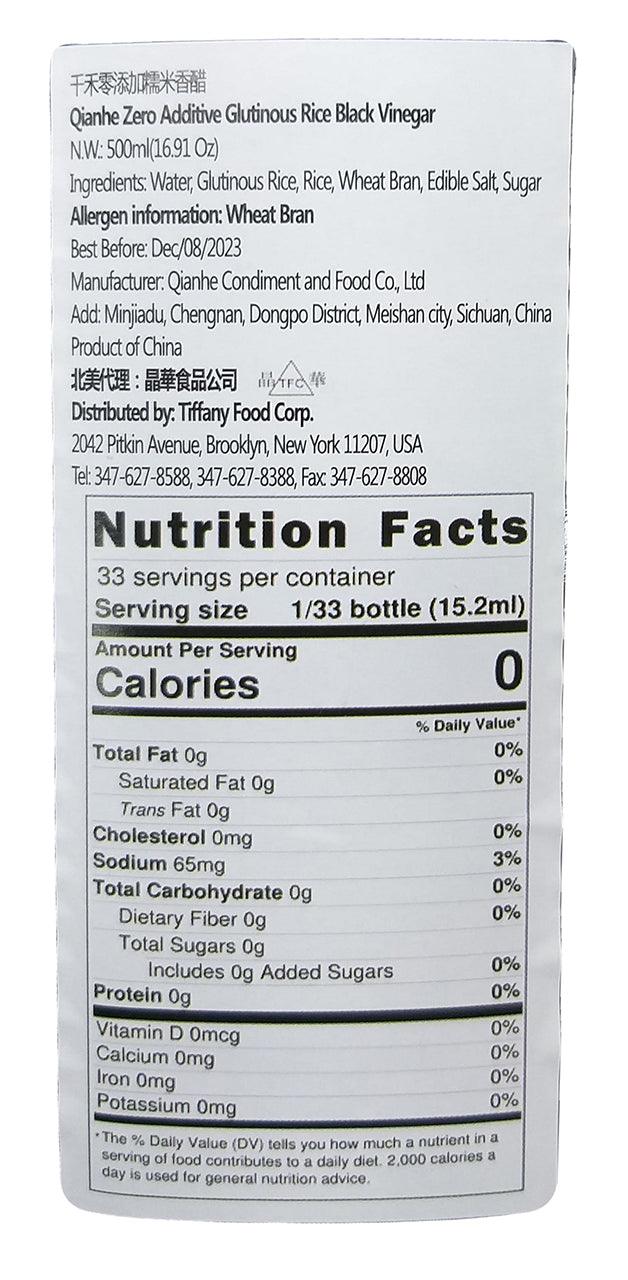 千禾零添加糯米香醋
Qianhe Zero Additive Glutinous Rice Black Vinegar
N.W.: 500ml(16.91 Oz)
Ingredients: Water, Glutinous Rice, Rice, Wheat Bran, Edible Salt, Sugar
Allergen information: Wheat Bran
Best Before: Dec/08/2023
Manufacturer: Qianhe Condiment and Food Co., Ltd
Add: Minjiadu, Chengnan, Dongpo District, Meishan city, Sichuan, China
Product of China
北美代理：晶華食品公司 晶 TFC 華
Distributed by: Tiffany Food Corp.
2042 Pitkin Avenue, Brooklyn, New York 11207, USA
Tel: 347-627-8588, 347-627-8388, Fax: 347-627-8808
Nutrition Facts
33 servings per container
Serving size 1/33 bottle (15.2ml)
Amount Per Serving
Calories 0
% Daily Value*
Total Fat 0g 0%
Saturated Fat 0g 0%
Trans Fat 0g
Cholesterol 0mg 0%
Sodium 65mg 3%
Total Carbohydrate 0g 0%
Dietary Fiber 0g 0%
Total Sugars 0g
Includes 0g Added Sugars 0%
Protein 0g 0%
Vitamin D 0mcg 0%
Calcium 0mg 0%
Iron 0mg 0%
Potassium 0mg 0%
*The % Daily Value (DV) tells you how much a nutrient in a
serving of food contributes to a daily diet. 2,000 calories a
day is used for general nutrition advice.